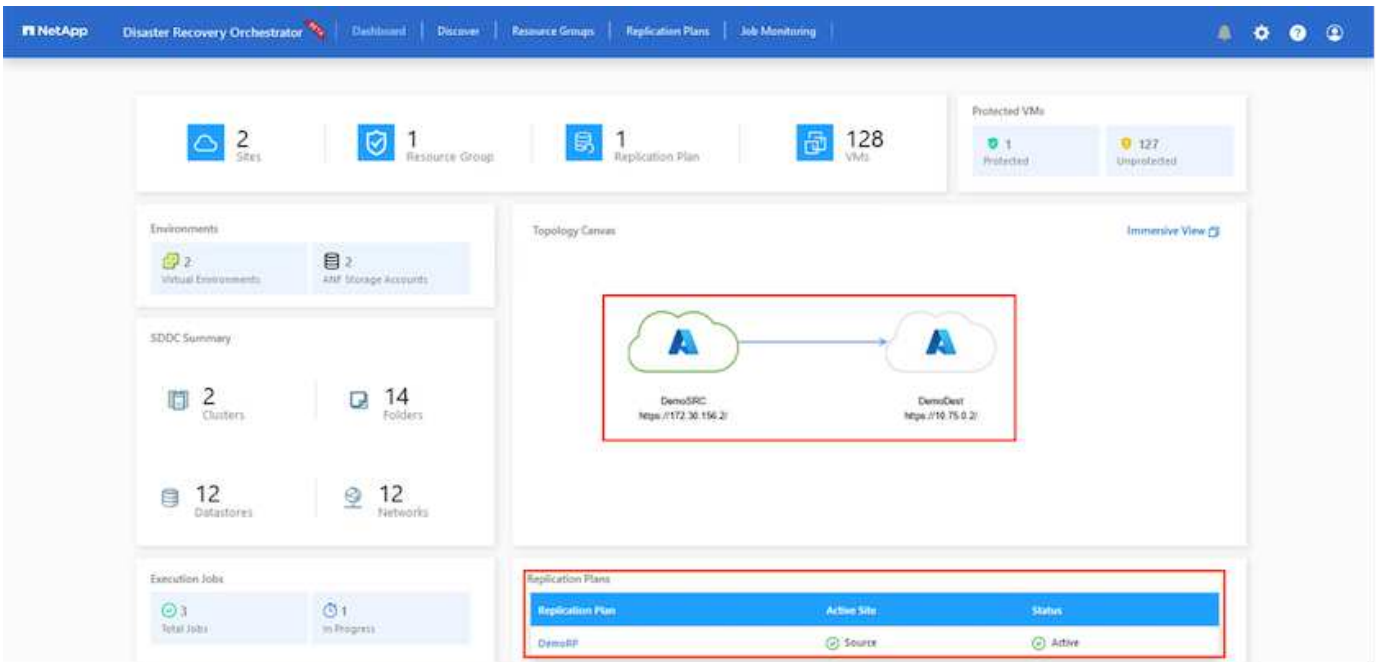 NetApp Disaster Recovery Orchestrator Dashboard Discover Resource Groups Replication Plans Job Monitoring
2
Sites
1
Resource Group
1
Replication Plan
128
VMs
Protected VMs
1
Protected
127
Unprotected
Environments
2
Virtual Environments
2
ANF Storage Accounts
Topology Canvas
Immersive View
DemoSRC
https://172.30.156.2/
DemoDest
https://10.75.0.2/
SDDC Summary
2
Clusters
14
Folders
12
Datastores
12
Networks
Execution Jobs
3
Total Jobs
1
In Progress
Replication Plans
Replication Plan Active Site Status
DemoRP Source Active